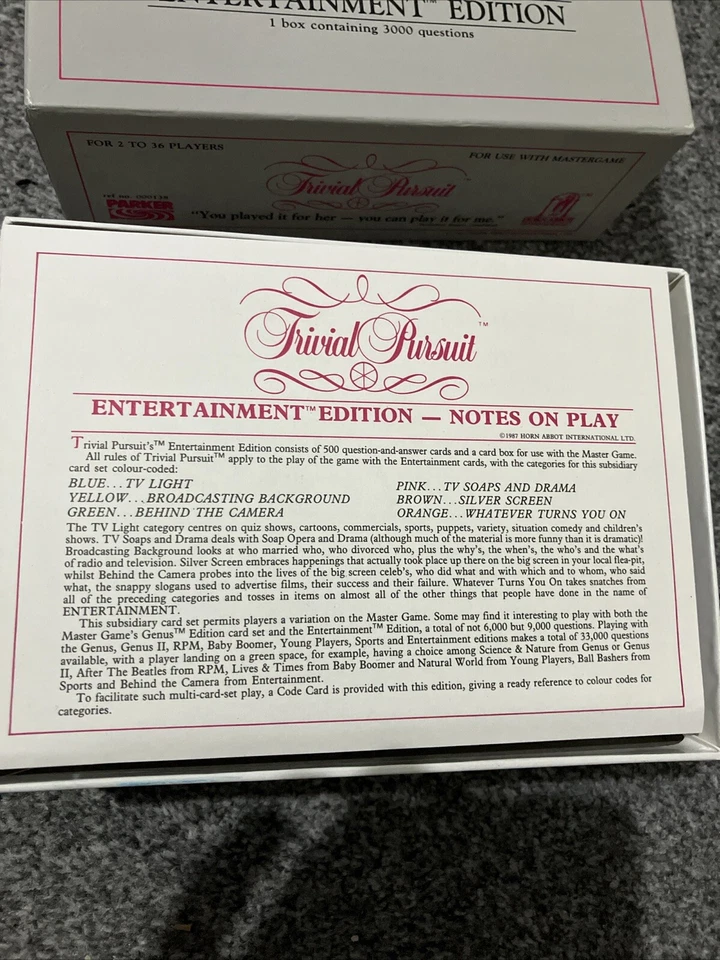 ENTERTAINMENT™ EDITION
1 box containing 3000 questions
FOR 2 TO 36 PLAYERS
FOR USE WITH MASTERGAME
Trivial Pursuit
ref no. 000128
PARKER
"You played it for her — you can play it for me."
Trivial Pursuit™
ENTERTAINMENT™ EDITION — NOTES ON PLAY
©1987 HORN ABBOT INTERNATIONAL LTD.
Trivial Pursuit's™ Entertainment Edition consists of 500 question-and-answer cards and a card box for use with the Master Game.
All rules of Trivial Pursuit™ apply to the play of the game with the Entertainment cards, with the categories for this subsidiary
card set colour-coded:
BLUE...TV LIGHT
PINK...TV SOAPS AND DRAMA
YELLOW...BROADCASTING BACKGROUND
BROWN...SILVER SCREEN
GREEN...BEHIND THE CAMERA
ORANGE...WHATEVER TURNS YOU ON
The TV Light category centres on quiz shows, cartoons, commercials, sports, puppets, variety, situation comedy and children's
shows. TV Soaps and Drama deals with Soap Opera and Drama (although much of the material is more funny than it is dramatic)!
Broadcasting Background looks at who married who, who divorced who, plus the why's, the when's, the who's and the what's
of radio and television. Silver Screen embraces happenings that actually took place up there on the big screen in your local flea-pit,
whilst Behind the Camera probes into the lives of the big screen celeb's, who did what and with which and to whom, who said
what, the snappy slogans used to advertise films, their success and their failure. Whatever Turns You On takes snatches from
all of the preceding categories and tosses in items on almost all of the other things that people have done in the name of
ENTERTAINMENT.
This subsidiary card set permits players a variation on the Master Game. Some may find it interesting to play with both the
Master Game's Genus™ Edition card set and the Entertainment™ Edition, a total of not 6,000 but 9,000 questions. Playing with
the Genus, Genus II, RPM, Baby Boomer, Young Players, Sports and Entertainment editions makes a total of 33,000 questions
available, with a player landing on a green space, for example, having a choice among Science & Nature from Genus or Genus
II, After The Beatles from RPM, Lives & Times from Baby Boomer and Natural World from Young Players, Ball Bashers from
Sports and Behind the Camera from Entertainment.
To facilitate such multi-card-set play, a Code Card is provided with this edition, giving a ready reference to colour codes for
categories.